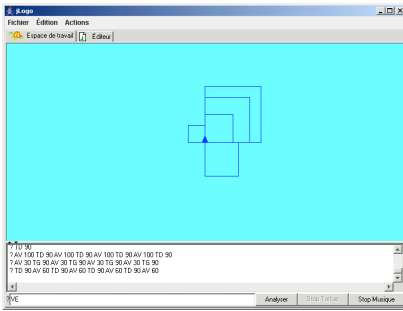 jLogo
Fichier Édition Actions
Espace de travail Éditeur
? TD 90
? AV 100 TD 90 AV 100 TD 90 AV 100 TD 90 AV 100 TD 90
? AV 30 TG 90 AV 30 TG 90 AV 30 TG 90 AV 30 TG 90
? TD 90 AV 60 TD 90 AV 60 TD 90 AV 60 TD 90 AV 60
?VE Analyser Stop Tortue Stop Musique